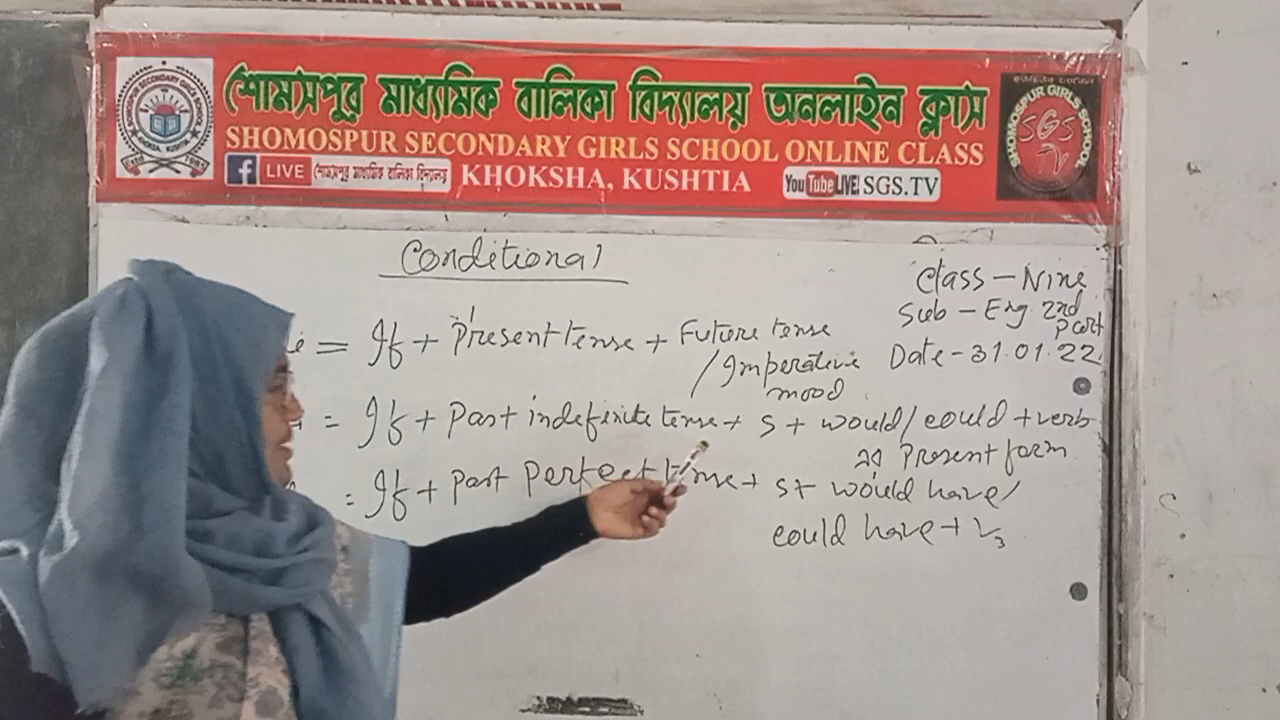 শোমসপুর মাধ্যমিক বালিকা বিদ্যালয় অনলাইন ক্লাস
SHOMOSPUR SECONDARY GIRLS SCHOOL ONLINE CLASS
f LIVE শোমসপুর মাধ্যমিক বালিকা বিদ্যালয় KHOKSHA, KUSHTIA YouTube LIVE! SGS.TV
SHOMOSPUR GIRLS SCHOOL
SGS
TV
Conditional
Class - Nine
Sub - Eng 2nd
Part
Date - 31.01.22
= If + Present tense + Future tense
/ Imperative
mood
= If + Past indefinite tense + S + would / could + verb
এর Present form
= If + Past perfect tense + S + would have /
could have + V3